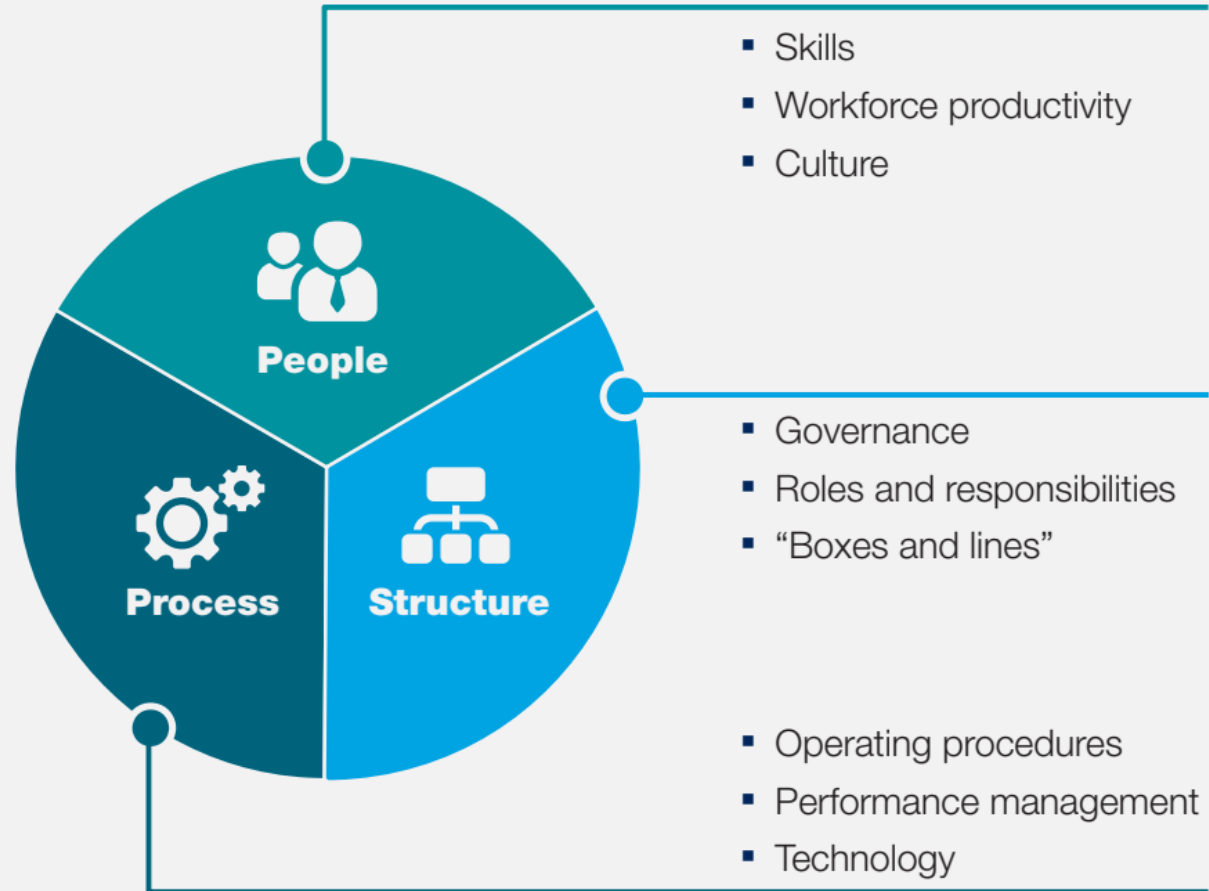 Skills
Workforce productivity
Culture
People
Governance
Roles and responsibilities
“Boxes and lines”
Process
Structure
Operating procedures
Performance management
Technology